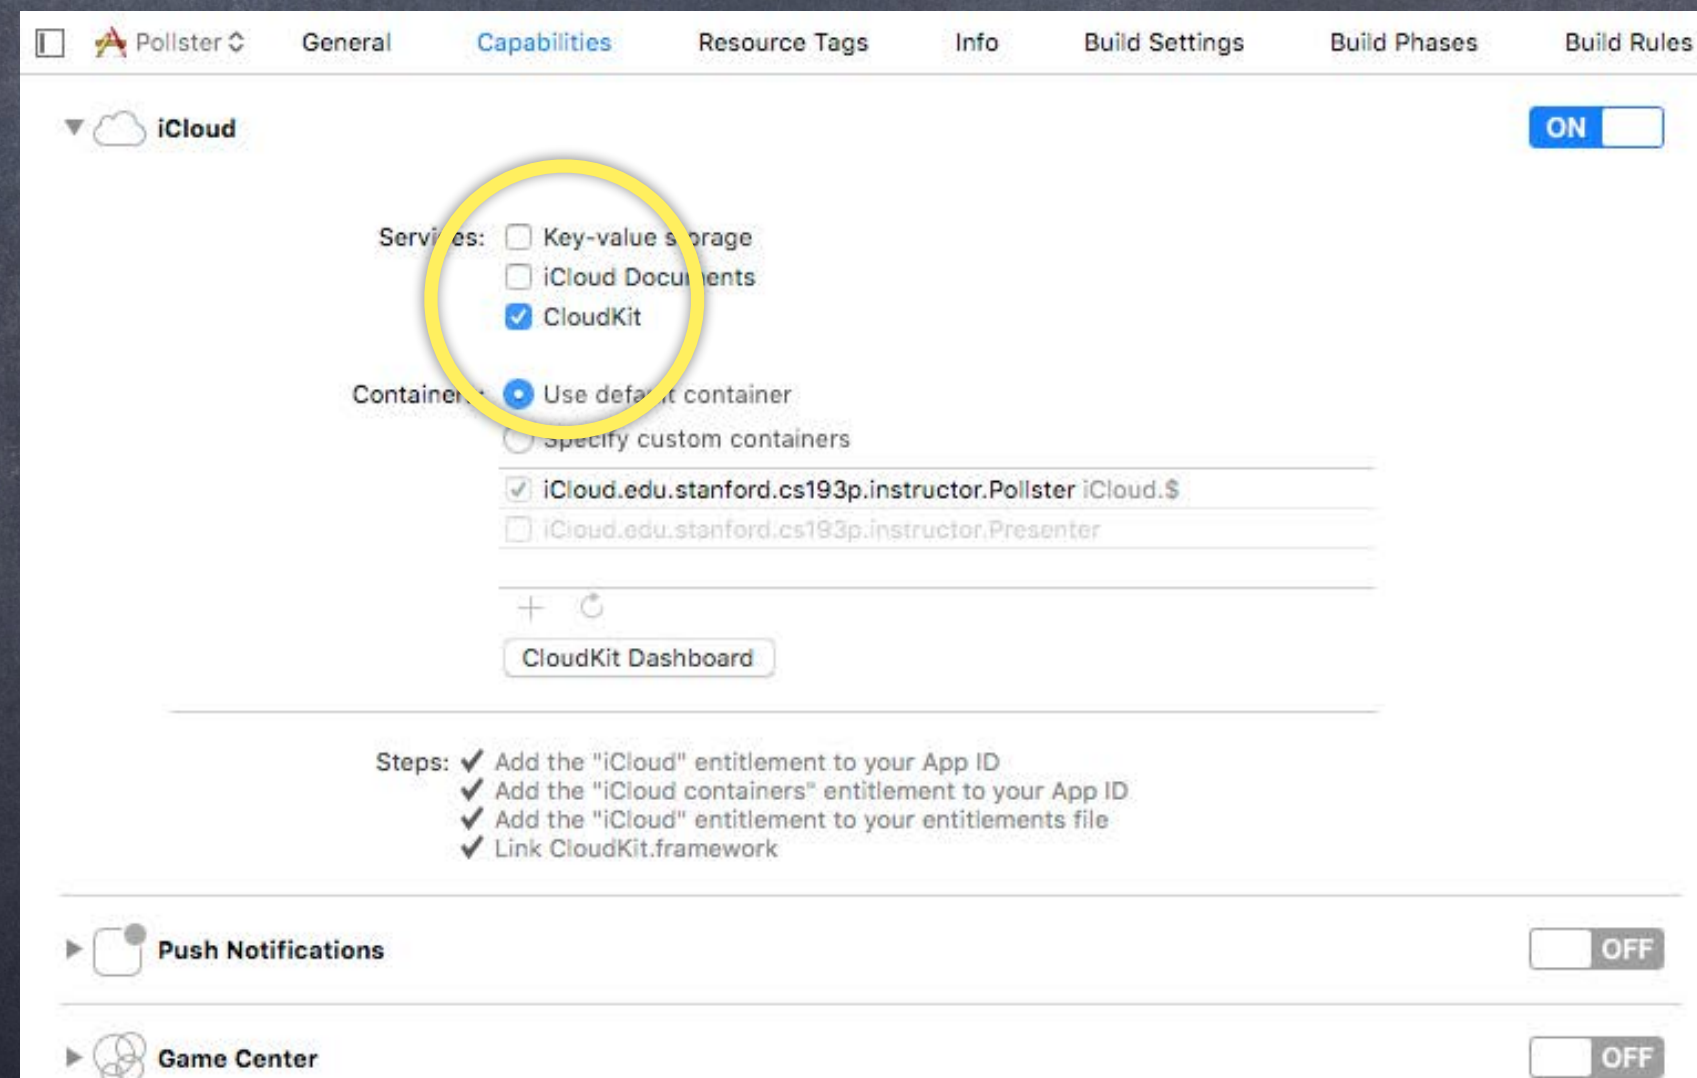 Pollster General Capabilities Resource Tags Info Build Settings Build Phases Build Rules
iCloud ON
Services: Key-value storage
iCloud Documents
CloudKit
Containers: Use default container
Specify custom containers
iCloud.edu.stanford.cs193p.instructor.Pollster iCloud.$
iCloud.edu.stanford.cs193p.instructor.Presenter
CloudKit Dashboard
Steps: Add the "iCloud" entitlement to your App ID
Add the "iCloud containers" entitlement to your App ID
Add the "iCloud" entitlement to your entitlements file
Link CloudKit.framework
Push Notifications OFF
Game Center OFF